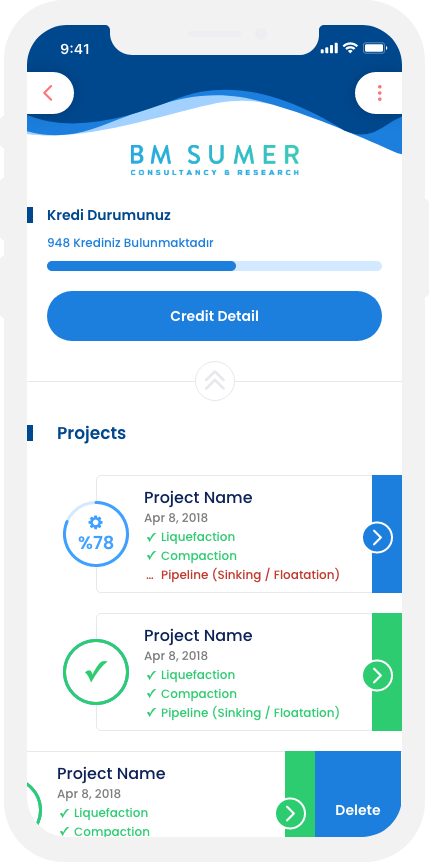 9:41
BM SUMER
CONSULTANCY & RESEARCH
Kredi Durumunuz
948 Krediniz Bulunmaktadır
Credit Detail
Projects
Project Name
Apr 8, 2018
%78
✓ Liquefaction
✓ Compaction
... Pipeline (Sinking / Floatation)
Project Name
Apr 8, 2018
✓ Liquefaction
✓ Compaction
✓ Pipeline (Sinking / Floatation)
Project Name
Apr 8, 2018
✓ Liquefaction
Delete
✓ Compaction